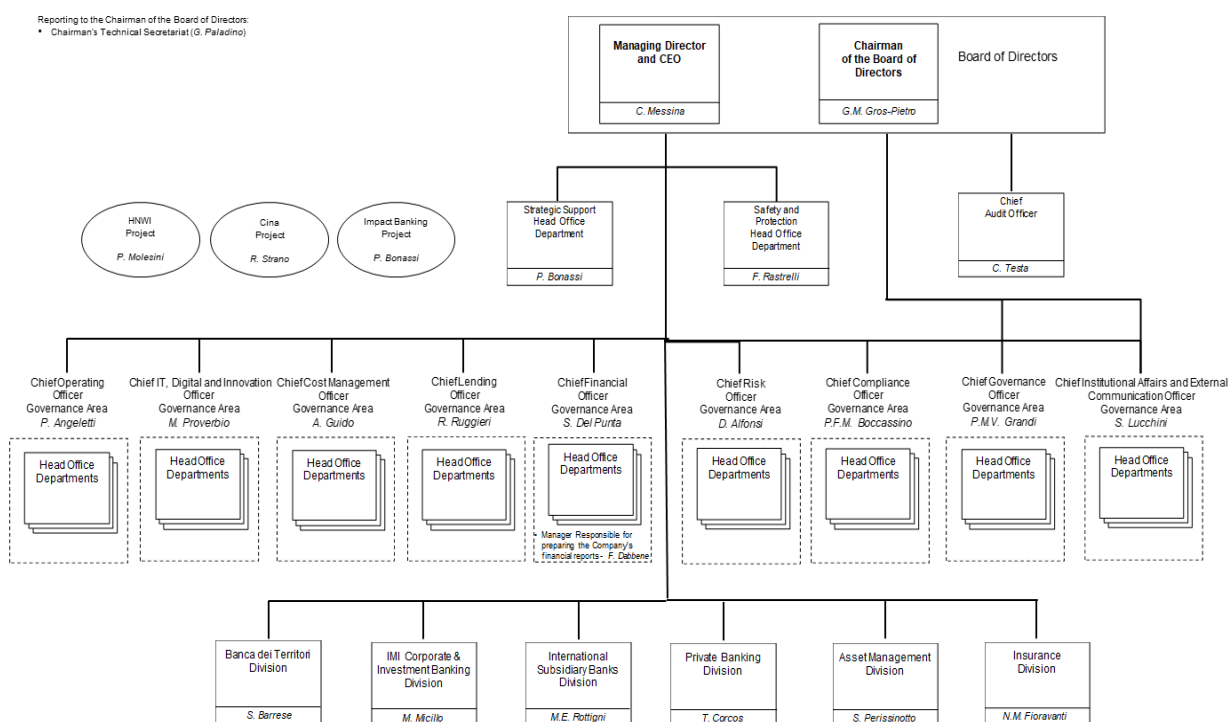 Reporting to the Chairman of the Board of Directors:
• Chairman's Technical Secretariat (G. Paladino)
Managing Director
and CEO
C. Messina
Chairman
of the Board of
Directors
G.M. Gros-Pietro
Board of Directors
HNWI
Project
P. Molesini
Cina
Project
R. Strano
Impact Banking
Project
P. Bonassi
Strategic Support
Head Office
Department
P. Bonassi
Safety and
Protection
Head Office
Department
F. Rastrelli
Chief
Audit Officer
C. Testa
Chief Operating
Officer
Governance Area
P. Angeletti
Head Office
Departments
Chief IT, Digital and Innovation
Officer
Governance Area
M. Proverbio
Head Office
Departments
Chief Cost Management
Officer
Governance Area
A. Guido
Head Office
Departments
Chief Lending
Officer
Governance Area
R. Ruggieri
Head Office
Departments
Chief Financial
Officer
Governance Area
S. Del Punta
Head Office
Departments
• Manager Responsible for
preparing the Company's
financial reports - F. Dabbene
Chief Risk
Officer
Governance Area
D. Alfonsi
Head Office
Departments
Chief Compliance
Officer
Governance Area
P.F.M. Boccassino
Head Office
Departments
Chief Governance
Officer
Governance Area
P.M.V. Grandi
Head Office
Departments
Chief Institutional Affairs and External
Communication Officer
Governance Area
S. Lucchini
Head Office
Departments
Banca dei Territori
Division
S. Barrese
IMI Corporate &
Investment Banking
Division
M. Micillo
International
Subsidiary Banks
Division
M.E. Rottigni
Private Banking
Division
T. Corcos
Asset Management
Division
S. Perissinotto
Insurance
Division
N.M. Fioravanti